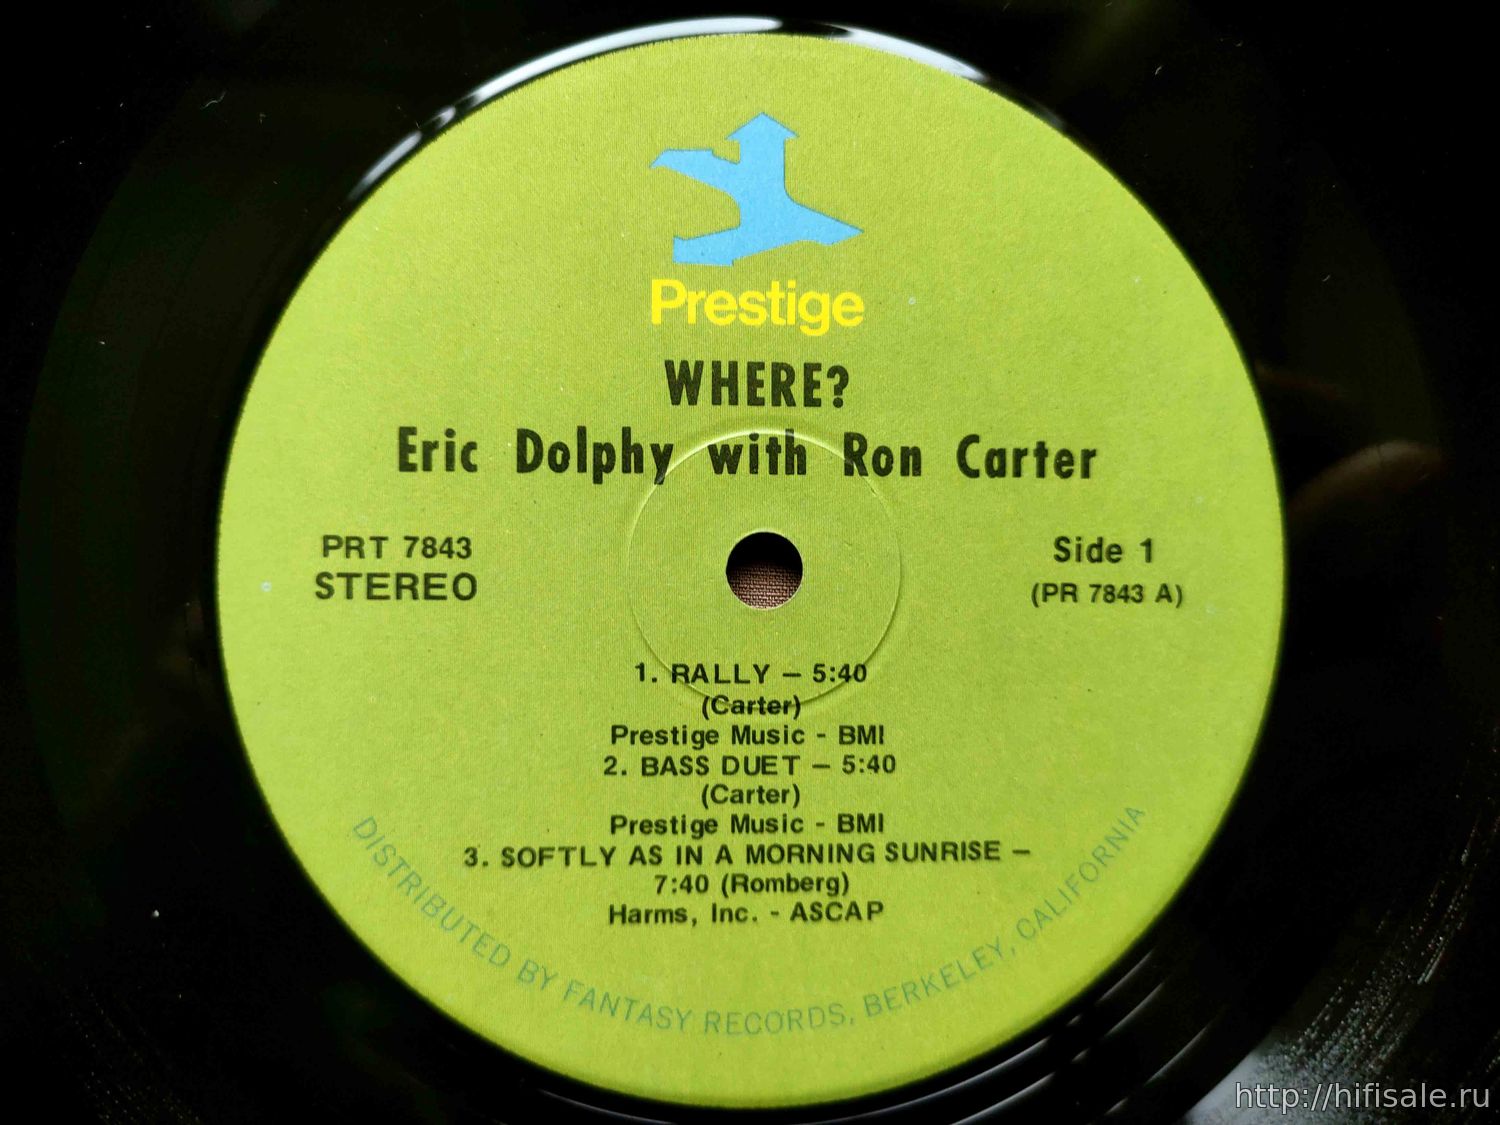 Prestige
WHERE?
Eric Dolphy with Ron Carter
PRT 7843
STEREO
Side 1
(PR 7843 A)
1. RALLY – 5:40
(Carter)
Prestige Music - BMI
2. BASS DUET – 5:40
(Carter)
Prestige Music - BMI
3. SOFTLY AS IN A MORNING SUNRISE –
7:40 (Romberg)
Harms, Inc. - ASCAP
DISTRIBUTED BY FANTASY RECORDS, BERKELEY, CALIFORNIA
http://hifisale.ru